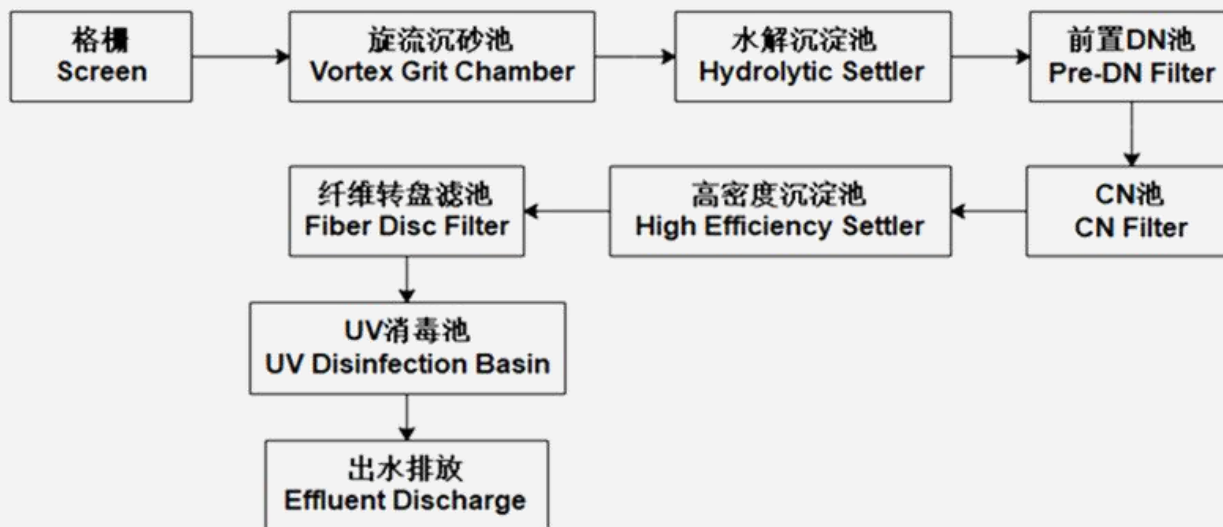 格栅
Screen
旋流沉砂池
Vortex Grit Chamber
水解沉淀池
Hydrolytic Settler
前置DN池
Pre-DN Filter
CN池
CN Filter
高密度沉淀池
High Efficiency Settler
纤维转盘滤池
Fiber Disc Filter
UV消毒池
UV Disinfection Basin
出水排放
Effluent Discharge